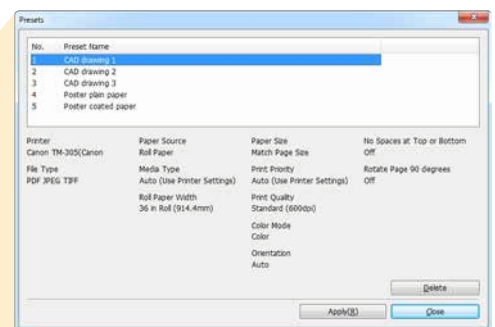 Presets
No. Preset Name
1 CAD drawing 1
2 CAD drawing 2
3 CAD drawing 3
4 Poster plain paper
5 Poster coated paper
Printer
Canon TM-305(Canon
File Type
PDF JPEG TIFF
Paper Source
Roll Paper
Media Type
Auto (Use Printer Settings)
Roll Paper Width
36 in Roll (914.4mm)
Paper Size
Match Page Size
Print Priority
Auto (Use Printer Settings)
Print Quality
Standard (600dpi)
Color Mode
Color
Orientation
Auto
No Spaces at Top or Bottom
Off
Rotate Page 90 degrees
Off
Delete
Apply(R)
Close